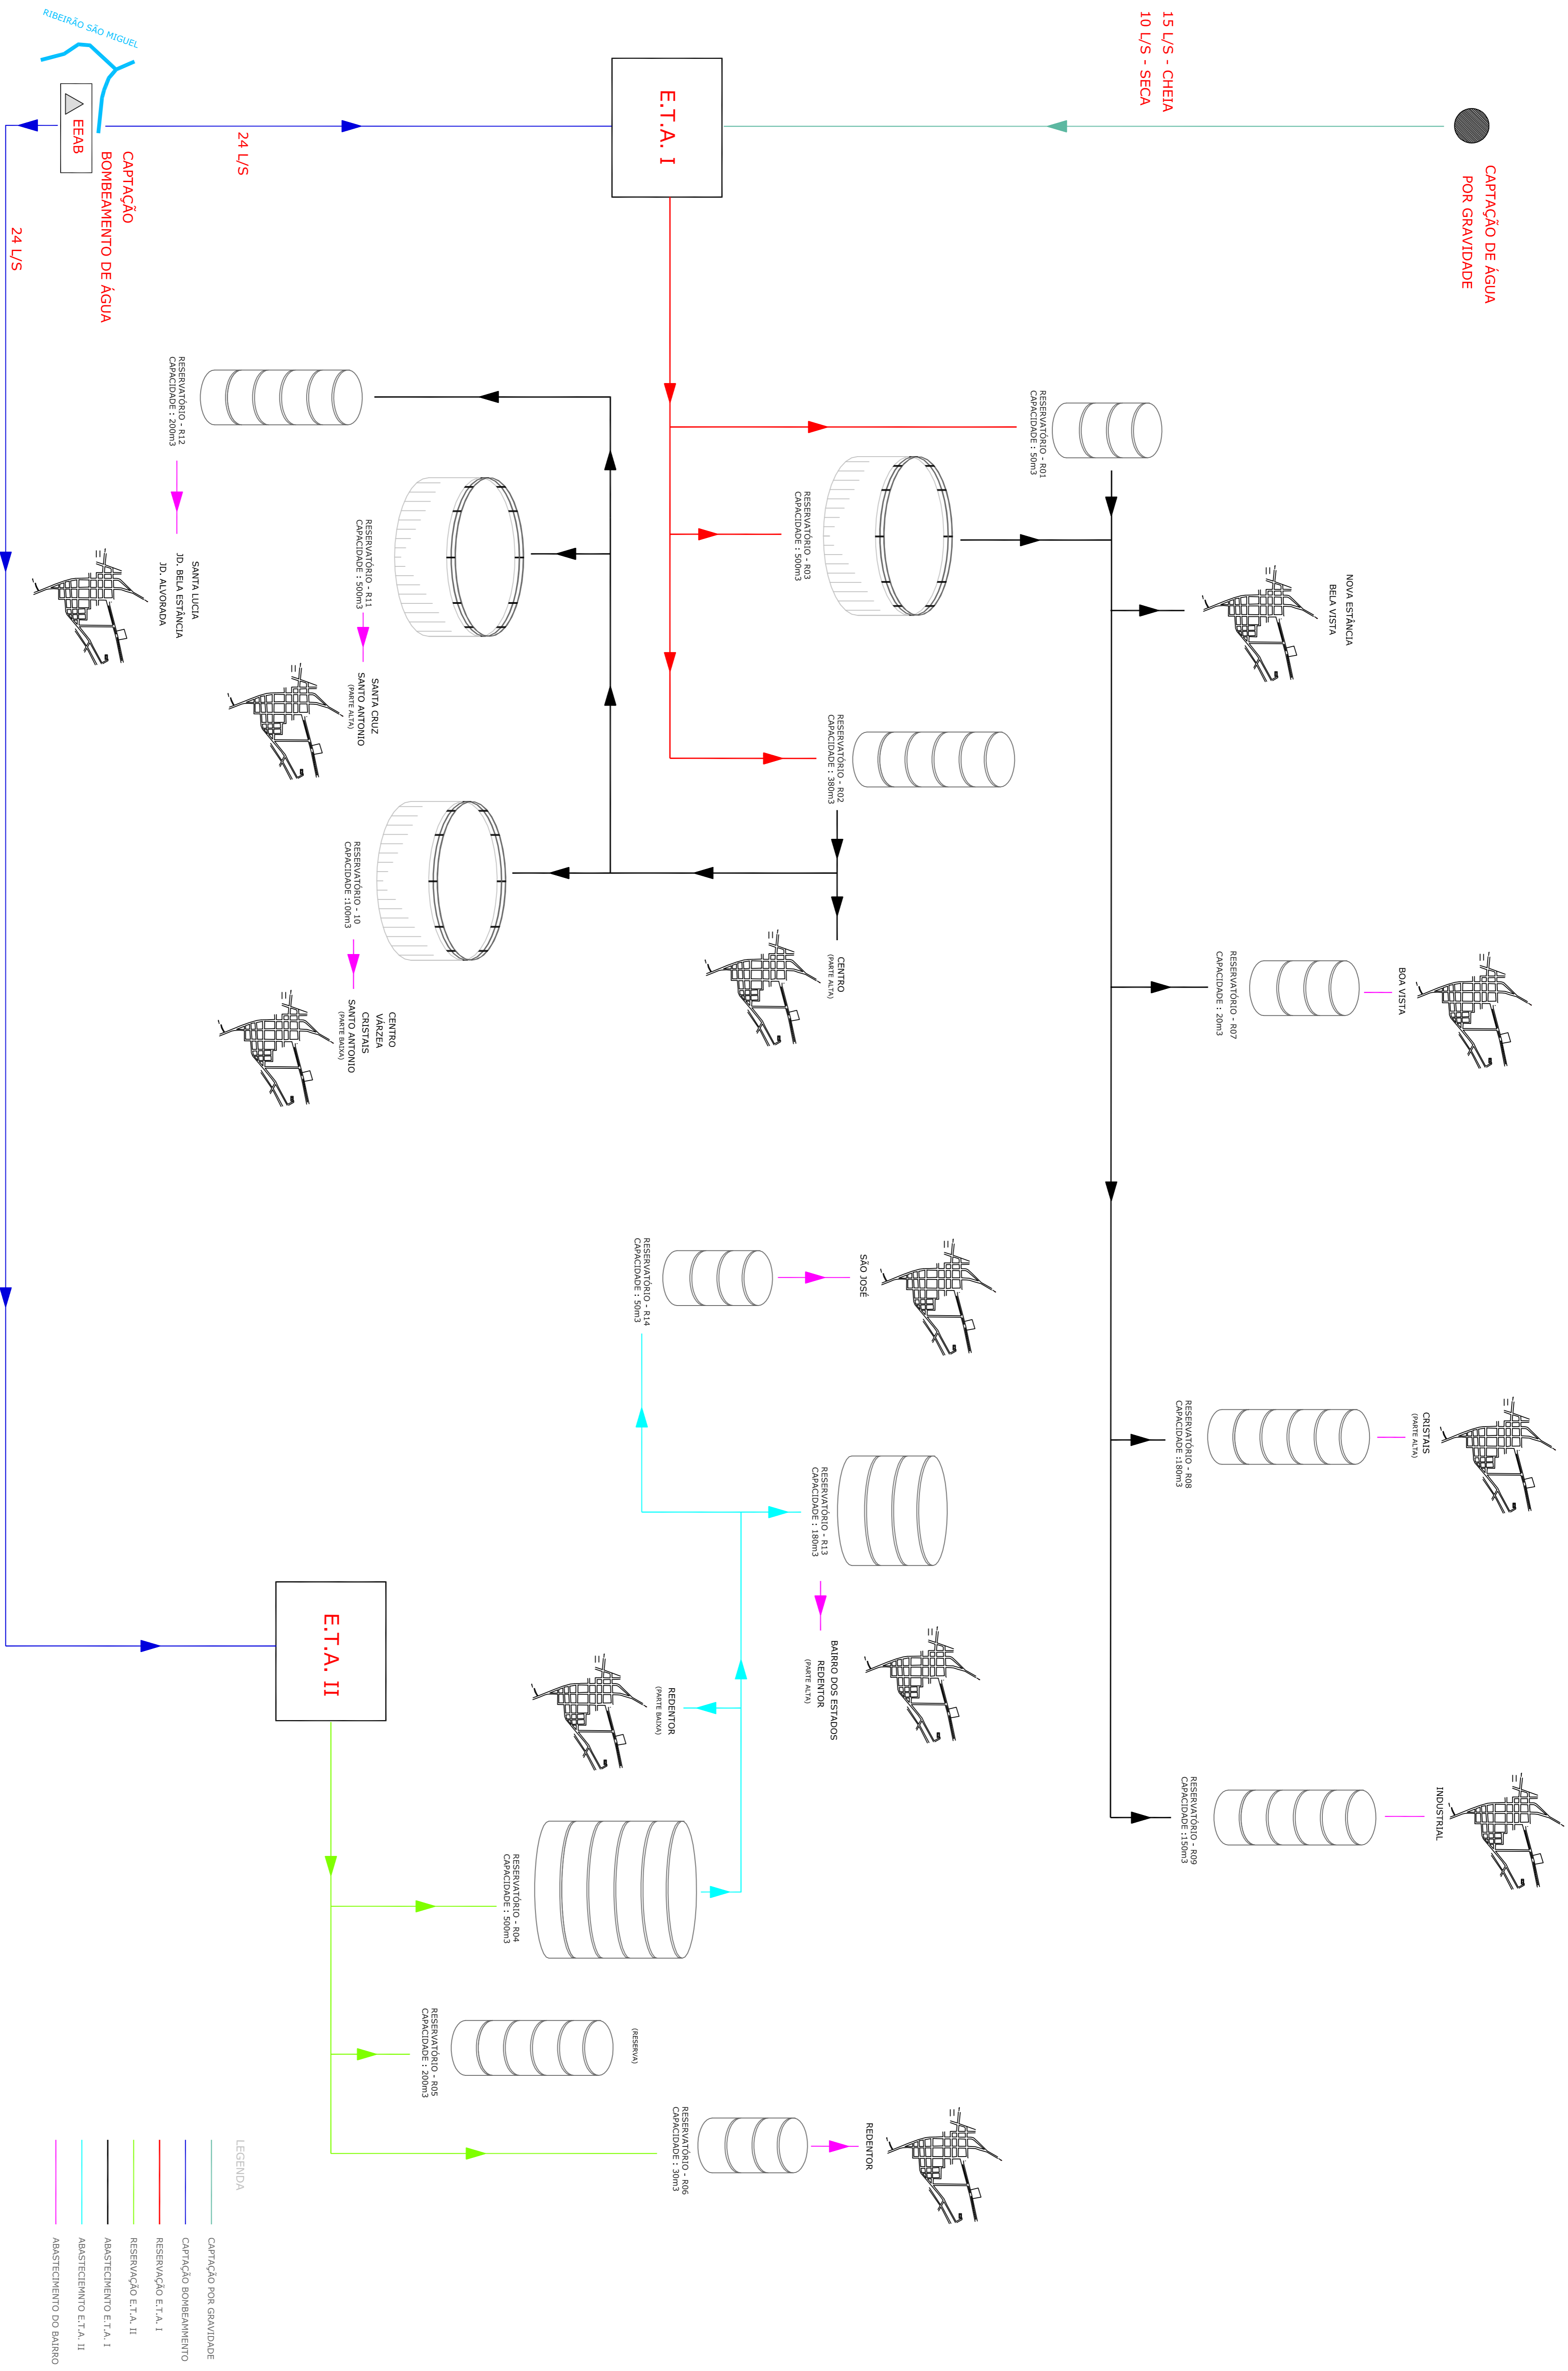 CAPTAÇÃO DE ÁGUA
POR GRAVIDADE
15 L/S - CHEIA
10 L/S - SECA
E.T.A. I
RIBEIRÃO SÃO MIGUEL
EEAB
CAPTAÇÃO
BOMBEAMENTO DE ÁGUA
24 L/S
24 L/S
RESERVATÓRIO - R01
CAPACIDADE : 50m3
RESERVATÓRIO - R03
CAPACIDADE : 500m3
RESERVATÓRIO - R02
CAPACIDADE : 380m3
RESERVATÓRIO - R12
CAPACIDADE : 200m3
RESERVATÓRIO - R11
CAPACIDADE : 500m3
RESERVATÓRIO - 10
CAPACIDADE :100m3
SANTA LUCIA
JD. BELA ESTÂNCIA
JD. ALVORADA
SANTA CRUZ
SANTO ANTONIO
(PARTE ALTA)
CENTRO
VÁRZEA
CRISTAIS
SANTO ANTONIO
(PARTE BAIXA)
CENTRO
(PARTE ALTA)
NOVA ESTÂNCIA
BELA VISTA
BOA VISTA
RESERVATÓRIO - R07
CAPACIDADE : 20m3
CRISTAIS
(PARTE ALTA)
RESERVATÓRIO - R08
CAPACIDADE :180m3
INDUSTRIAL
RESERVATÓRIO - R09
CAPACIDADE :150m3
SÃO JOSÉ
RESERVATÓRIO - R14
CAPACIDADE : 50m3
RESERVATÓRIO - R13
CAPACIDADE : 180m3
BAIRRO DOS ESTADOS
REDENTOR
(PARTE ALTA)
REDENTOR
(PARTE BAIXA)
E.T.A. II
RESERVATÓRIO - R04
CAPACIDADE : 500m3
(RESERVA)
RESERVATÓRIO - R05
CAPACIDADE : 200m3
REDENTOR
RESERVATÓRIO - R06
CAPACIDADE : 30m3
LEGENDA
CAPTAÇÃO POR GRAVIDADE
CAPTAÇÃO BOMBEAMMENTO
RESERVAÇÃO E.T.A. I
RESERVAÇÃO E.T.A. II
ABASTECIMENTO E.T.A. I
ABASTECIEMNTO E.T.A. II
ABASTECIMENTO DO BAIRRO